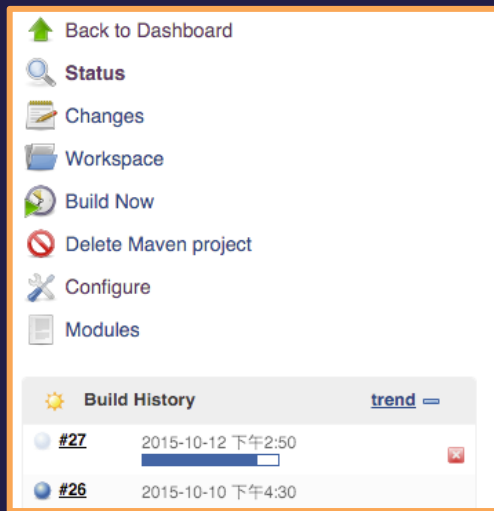 Back to Dashboard
Status
Changes
Workspace
Build Now
Delete Maven project
Configure
Modules
Build History trend
#27 2015-10-12 下午2:50
#26 2015-10-10 下午4:30